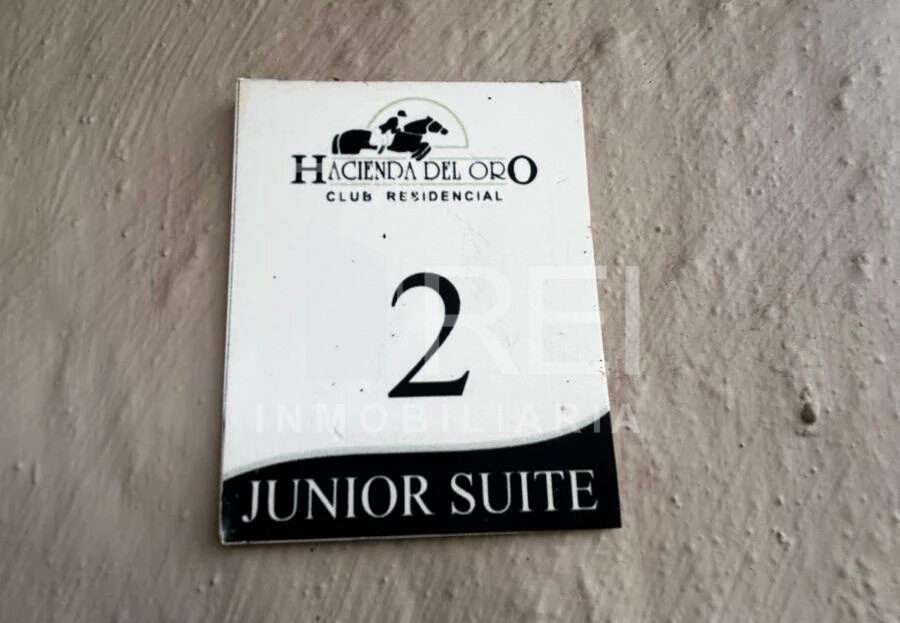 HACIENDA DEL ORO
CLUB RESIDENCIAL
2
REI
INMOBILIARIA
JUNIOR SUITE